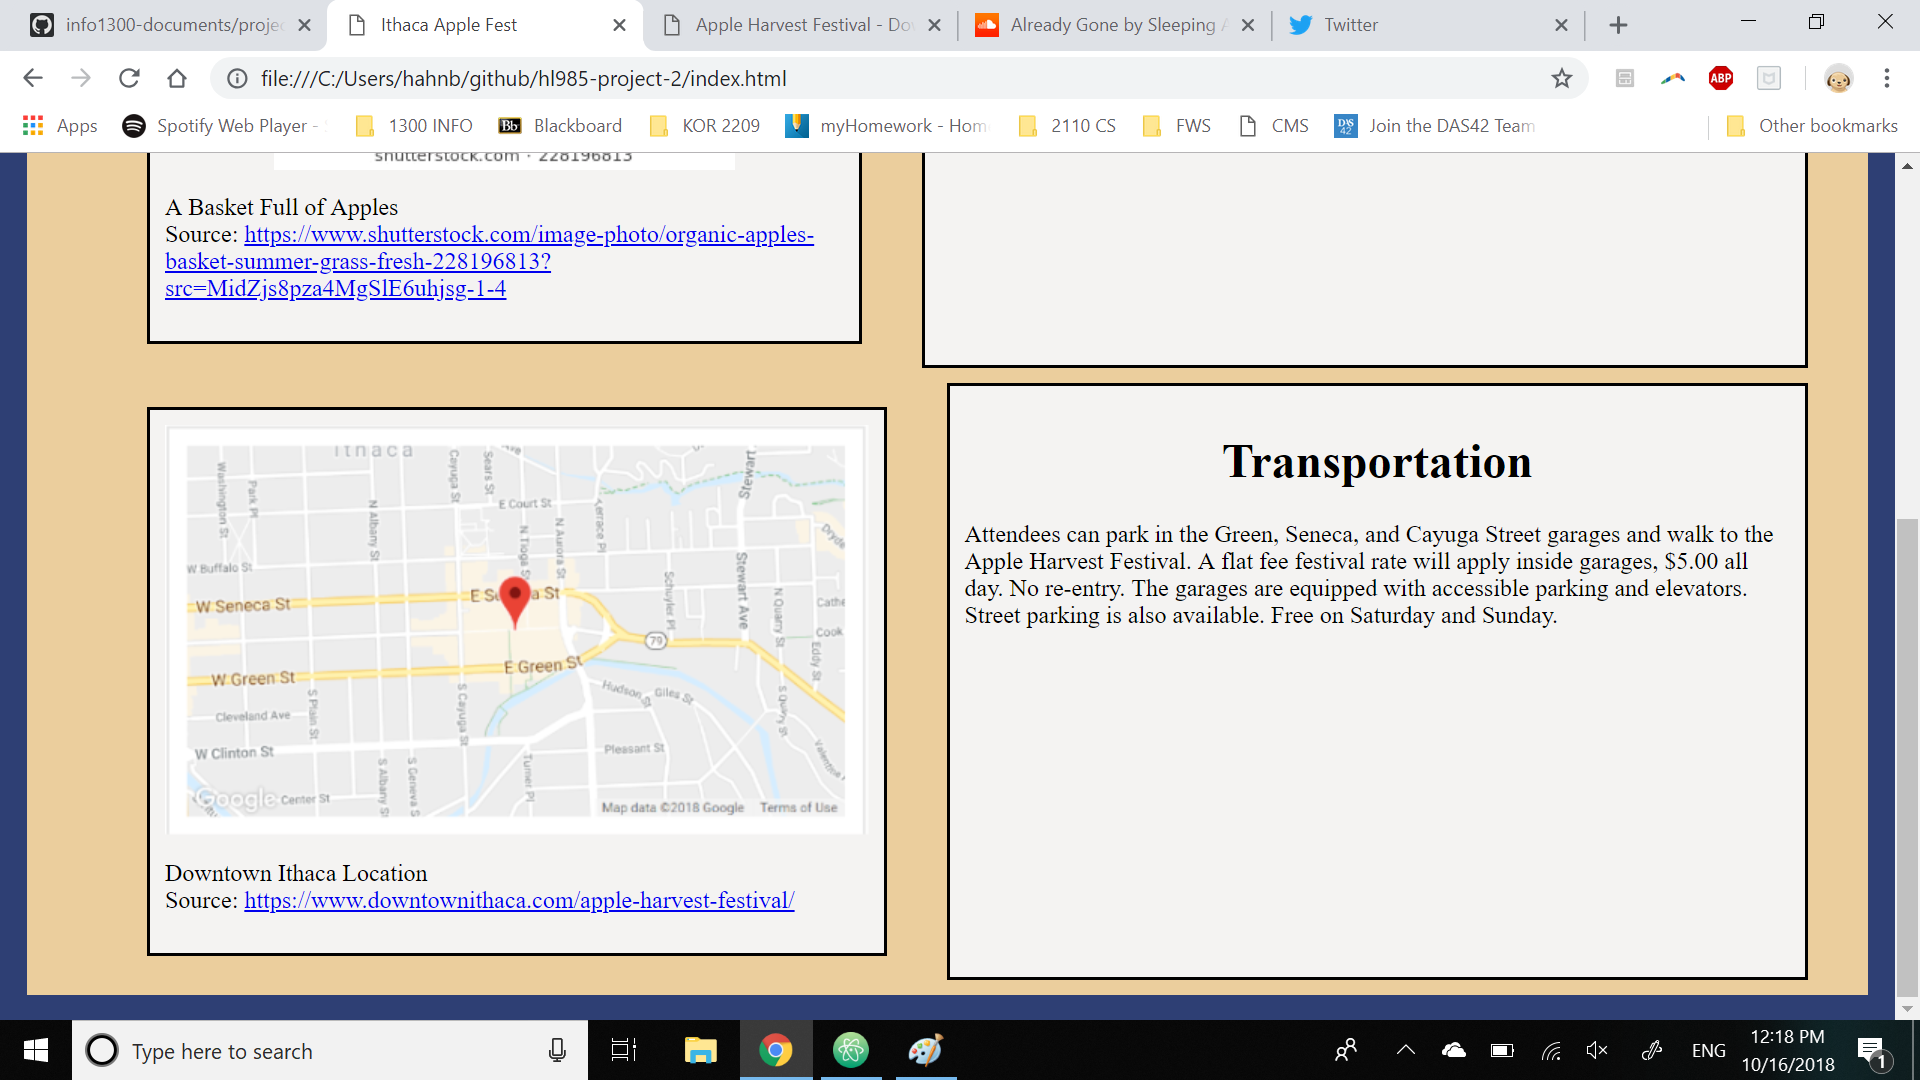 info1300-documents/projec
Ithaca Apple Fest
Apple Harvest Festival - Do
Already Gone by Sleeping A
Twitter
file:///C:/Users/hahnb/github/hl985-project-2/index.html
ABP
Apps
Spotify Web Player -
1300 INFO
Bb
Blackboard
KOR 2209
myHomework - Hom
2110 CS
FWS
CMS
DAS
42
Join the DAS42 Team
Other bookmarks
shutterstock.com · 228196813
A Basket Full of Apples
Source: https://www.shutterstock.com/image-photo/organic-apples-
basket-summer-grass-fresh-228196813?
src=MidZjs8pza4MgSlE6uhjsg-1-4
Ithaca
Washington St
Park Pl
N Albany St
Cayuga St
Sears St
E Court St
N Tioga S
N Aurora St
Terrace Pl
Stewart
Stewart Ave
Dryde
W Buffalo St
W Seneca St
E Se a St
Schuyler Pl
N Quarry St
Cathe
Cook
Eddy St
79
W Green St
E Green St
S Plain St
S Cayuga St
Hudson St
Giles St
S Quarry St
Cleveland Ave
W Clinton St
Pleasant St
Valentine
S Albany St
S Geneva S
Turner Pl
Google
Center St
Map data ©2018 Google
Terms of Use
Downtown Ithaca Location
Source: https://www.downtownithaca.com/apple-harvest-festival/
Transportation
Attendees can park in the Green, Seneca, and Cayuga Street garages and walk to the
Apple Harvest Festival. A flat fee festival rate will apply inside garages, $5.00 all
day. No re-entry. The garages are equipped with accessible parking and elevators.
Street parking is also available. Free on Saturday and Sunday.
Type here to search
ENG
12:18 PM
10/16/2018
1